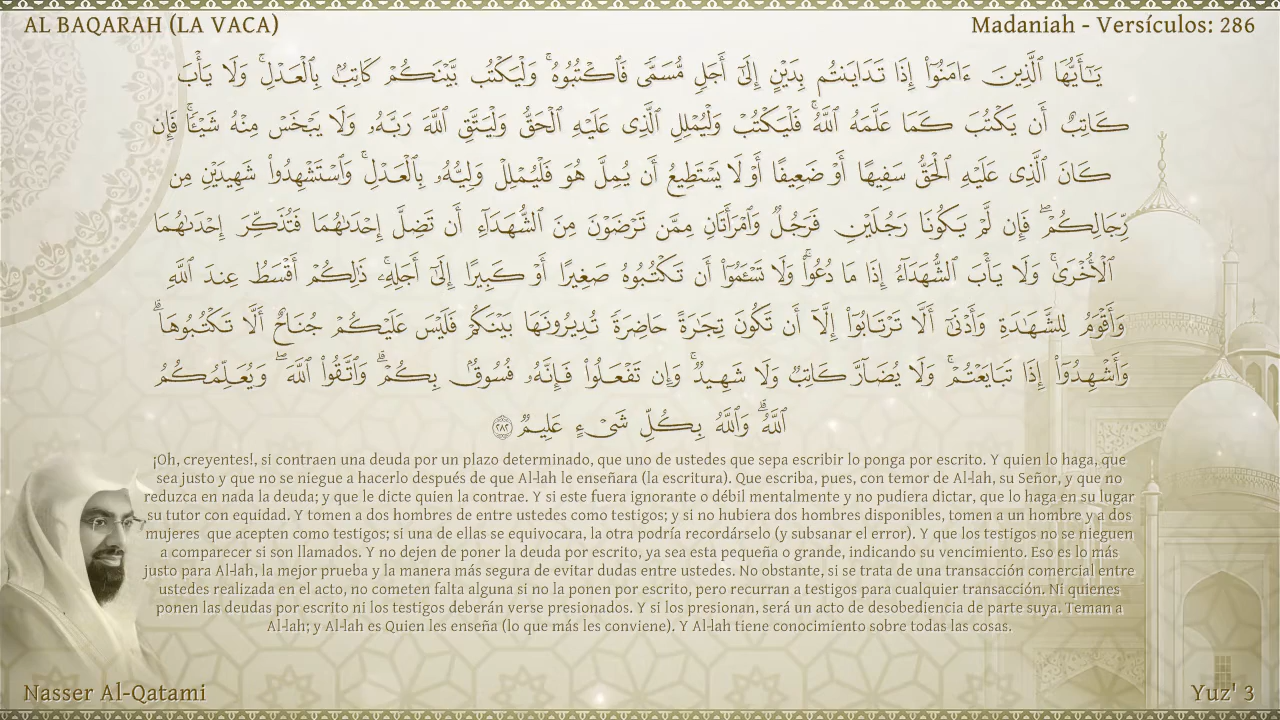 AL BAQARAH (LA VACA)
Madaniah - Versículos: 286
يَـٰٓأَيُّهَا ٱلَّذِينَ ءَامَنُوٓا۟ إِذَا تَدَايَنتُم بِدَيْنٍ إِلَىٰٓ أَجَلٍ مُّسَمًّى فَٱكْتُبُوهُ ۚ وَلْيَكْتُب بَّيْنَكُمْ كَاتِبٌۢ بِٱلْعَدْلِ ۚ وَلَا يَأْبَ
كَاتِبٌ أَن يَكْتُبَ كَمَا عَلَّمَهُ ٱللَّهُ ۚ فَلْيَكْتُبْ وَلْيُمْلِلِ ٱلَّذِى عَلَيْهِ ٱلْحَقُّ وَلْيَتَّقِ ٱللَّهَ رَبَّهُۥ وَلَا يَبْخَسْ مِنْهُ شَيْـًٔا ۚ فَإِن
كَانَ ٱلَّذِى عَلَيْهِ ٱلْحَقُّ سَفِيهًا أَوْ ضَعِيفًا أَوْ لَا يَسْتَطِيعُ أَن يُمِلَّ هُوَ فَلْيُمْلِلْ وَلِيُّهُۥ بِٱلْعَدْلِ ۚ وَٱسْتَشْهِدُوا۟ شَهِيدَيْنِ مِن
رِّجَالِكُمْ ۖ فَإِن لَّمْ يَكُونَا رَجُلَيْنِ فَرَجُلٌ وَٱمْرَأَتَانِ مِمَّن تَرْضَوْنَ مِنَ ٱلشُّهَدَآءِ أَن تَضِلَّ إِحْدَىٰهُمَا فَتُذَكِّرَ إِحْدَىٰهُمَا
ٱلْأُخْرَىٰ ۚ وَلَا يَأْبَ ٱلشُّهَدَآءُ إِذَا مَا دُعُوا۟ ۚ وَلَا تَسْـَٔمُوٓا۟ أَن تَكْتُبُوهُ صَغِيرًا أَوْ كَبِيرًا إِلَىٰٓ أَجَلِهِۦ ۚ ذَٰلِكُمْ أَقْسَطُ عِندَ ٱللَّهِ
وَأَقْوَمُ لِلشَّهَـٰدَةِ وَأَدْنَىٰٓ أَلَّا تَرْتَابُوٓا۟ ۖ إِلَّآ أَن تَكُونَ تِجَـٰرَةً حَاضِرَةً تُدِيرُونَهَا بَيْنَكُمْ فَلَيْسَ عَلَيْكُمْ جُنَاحٌ أَلَّا تَكْتُبُوهَا ۗ
وَأَشْهِدُوٓا۟ إِذَا تَبَايَعْتُمْ ۚ وَلَا يُضَآرَّ كَاتِبٌ وَلَا شَهِيدٌ ۚ وَإِن تَفْعَلُوا۟ فَإِنَّهُۥ فُسُوقٌۢ بِكُمْ ۗ وَٱتَّقُوا۟ ٱللَّهَ ۖ وَيُعَلِّمُكُمُ
ٱللَّهُ ۗ وَٱللَّهُ بِكُلِّ شَىْءٍ عَلِيمٌ ﴿٢٨٢﴾
¡Oh, creyentes!, si contraen una deuda por un plazo determinado, que uno de ustedes que sepa escribir lo ponga por escrito. Y quien lo haga, que
sea justo y que no se niegue a hacerlo después de que Al-lah le enseñara (la escritura). Que escriba, pues, con temor de Al-lah, su Señor, y que no
reduzca en nada la deuda; y que le dicte quien la contrae. Y si este fuera ignorante o débil mentalmente y no pudiera dictar, que lo haga en su lugar
su tutor con equidad. Y tomen a dos hombres de entre ustedes como testigos; y si no hubiera dos hombres disponibles, tomen a un hombre y a dos
mujeres que acepten como testigos; si una de ellas se equivocara, la otra podría recordárselo (y subsanar el error). Y que los testigos no se nieguen
a comparecer si son llamados. Y no dejen de poner la deuda por escrito, ya sea esta pequeña o grande, indicando su vencimiento. Eso es lo más
justo para Al-lah, la mejor prueba y la manera más segura de evitar dudas entre ustedes. No obstante, si se trata de una transacción comercial entre
ustedes realizada en el acto, no cometen falta alguna si no la ponen por escrito, pero recurran a testigos para cualquier transacción. Ni quienes
ponen las deudas por escrito ni los testigos deberán verse presionados. Y si los presionan, será un acto de desobediencia de parte suya. Teman a
Al-lah; y Al-lah es Quien les enseña (lo que más les conviene). Y Al-lah tiene conocimiento sobre todas las cosas.
Nasser Al-Qatami
Yuz' 3